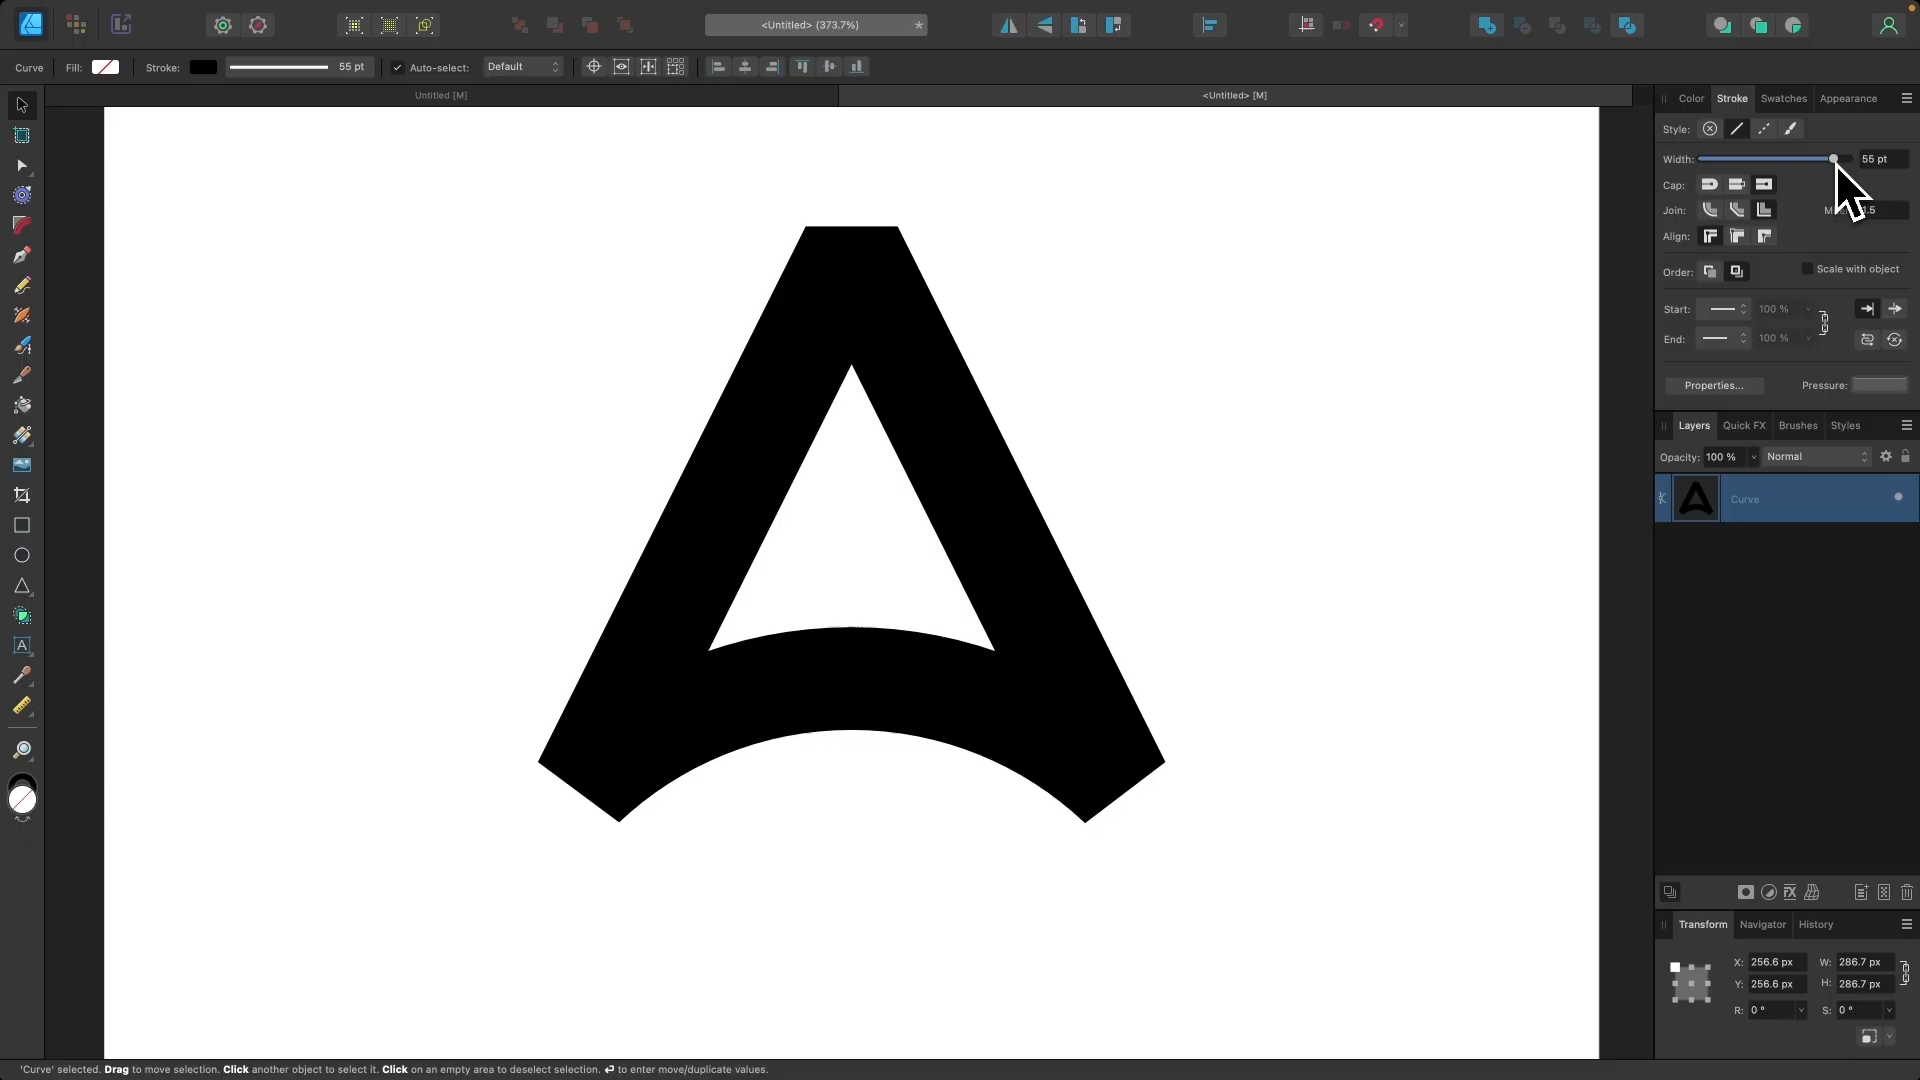 <Untitled> (373.7%)
*
Curve
Fill:
Stroke:
55 pt
Auto-select:
Default
Untitled [M]
<Untitled> [M]
Color
Stroke
Swatches
Appearance
Style:
Width:
55 pt
Cap:
Join:
1.5
Align:
Order:
Scale with object
Start:
100 %
End:
100 %
Properties...
Pressure:
Layers
Quick FX
Brushes
Styles
Opacity:
100 %
Normal
Curve
Transform
Navigator
History
X: 256.6 px
W: 286.7 px
Y: 256.6 px
H: 286.7 px
R: 0 °
S: 0 °
'Curve' selected. Drag to move selection. Click another object to select it. Click on an empty area to deselect selection. ⏎ to enter move/duplicate values.